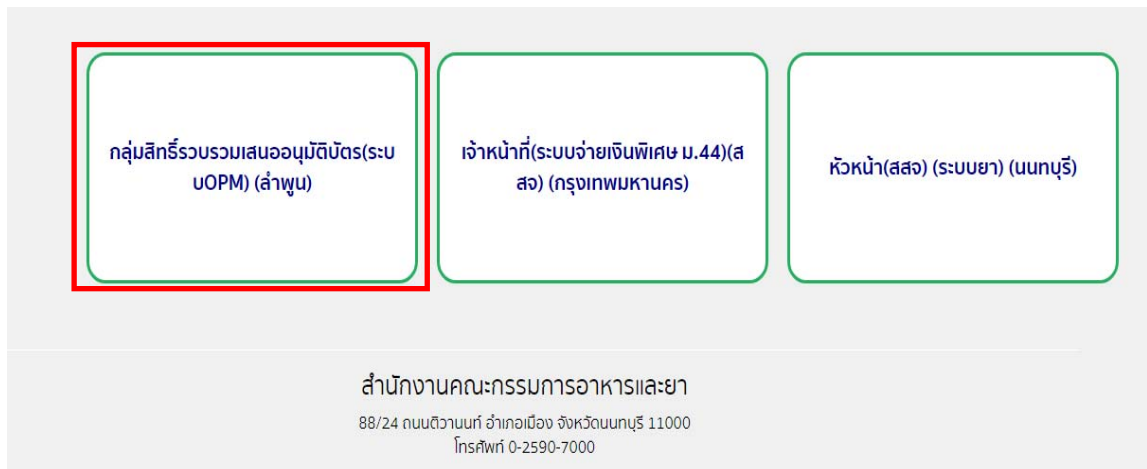 กลุ่มสิทธิ์รวบรวมเสนออนุมัติบัตร(ระบ
บOPM) (ลำพูน)
เจ้าหน้าที่(ระบบจ่ายเงินพิเศษ ม.44)(ส
สจ) (กรุงเทพมหานคร)
หัวหน้า(สสจ) (ระบบยา) (นนทบุรี)
สำนักงานคณะกรรมการอาหารและยา
88/24 ถนนติวานนท์ อำเภอเมือง จังหวัดนนทบุรี 11000
โทรศัพท์ 0-2590-7000